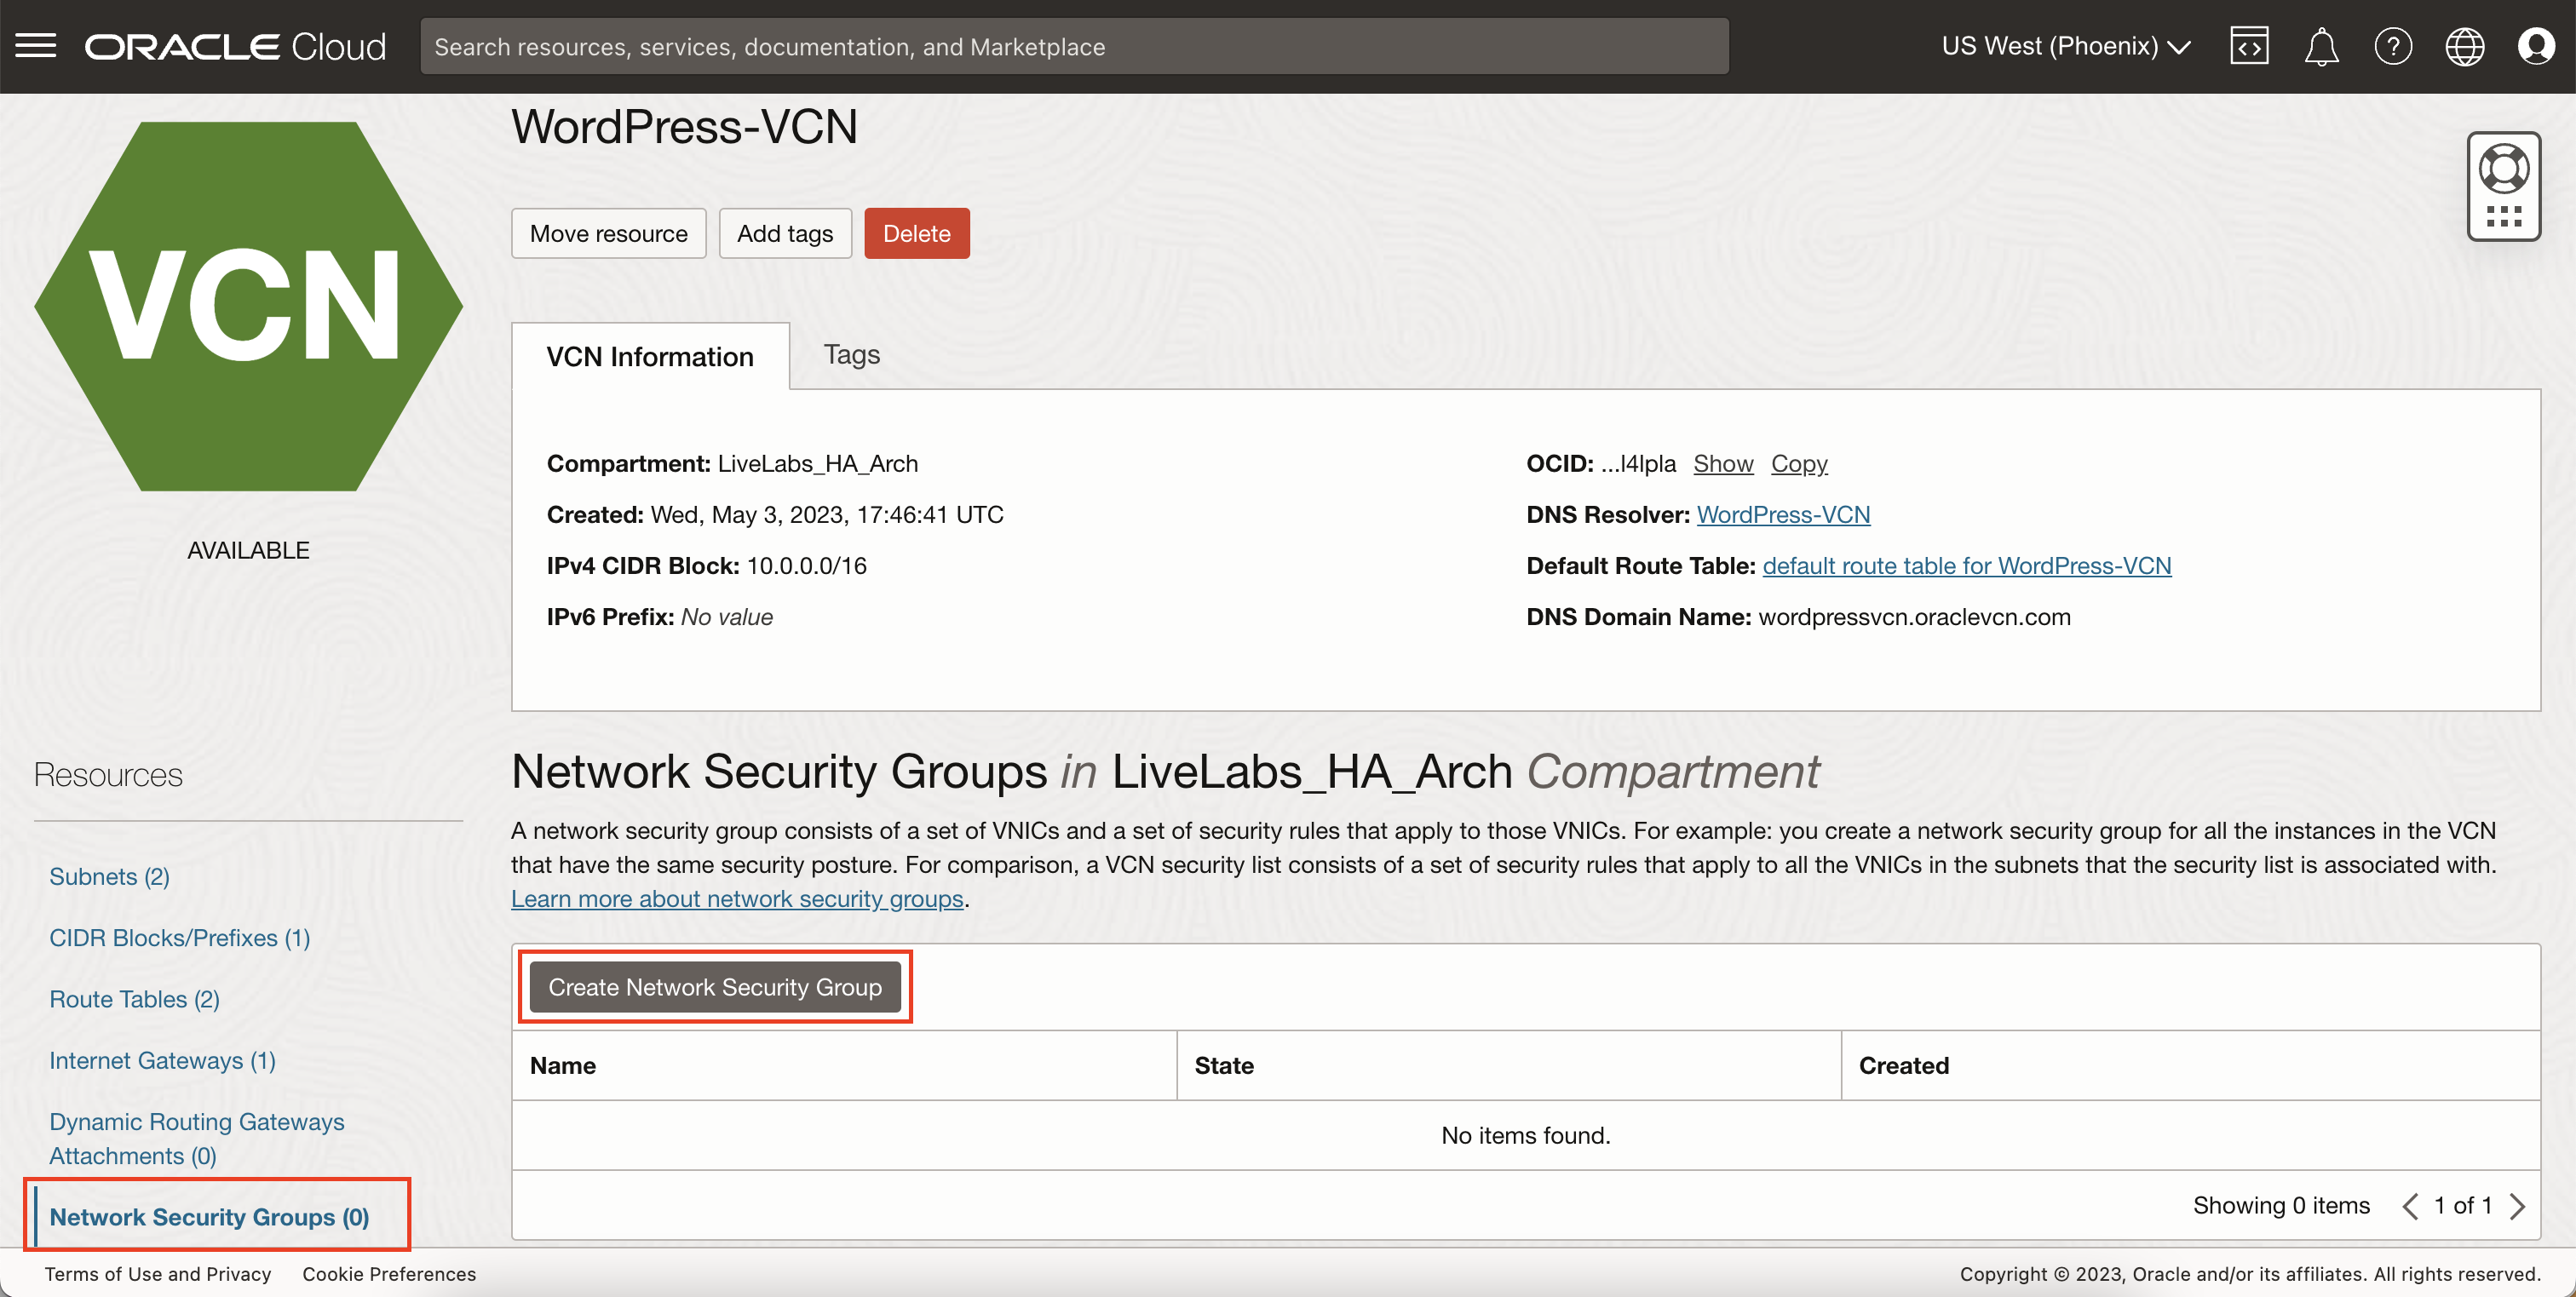 ORACLE Cloud
Search resources, services, documentation, and Marketplace
US West (Phoenix)
VCN
AVAILABLE
WordPress-VCN
Move resource
Add tags
Delete
VCN Information
Tags
Compartment: LiveLabs_HA_Arch
Created: Wed, May 3, 2023, 17:46:41 UTC
IPv4 CIDR Block: 10.0.0.0/16
IPv6 Prefix: No value
OCID: ...l4lpla Show Copy
DNS Resolver: WordPress-VCN
Default Route Table: default route table for WordPress-VCN
DNS Domain Name: wordpressvcn.oraclevcn.com
Resources
Subnets (2)
CIDR Blocks/Prefixes (1)
Route Tables (2)
Internet Gateways (1)
Dynamic Routing Gateways
Attachments (0)
Network Security Groups (0)
Network Security Groups in LiveLabs_HA_Arch Compartment
A network security group consists of a set of VNICs and a set of security rules that apply to those VNICs. For example: you create a network security group for all the instances in the VCN
that have the same security posture. For comparison, a VCN security list consists of a set of security rules that apply to all the VNICs in the subnets that the security list is associated with.
Learn more about network security groups.
Create Network Security Group
Name
State
Created
No items found.
Showing 0 items
1 of 1
Terms of Use and Privacy
Cookie Preferences
Copyright © 2023, Oracle and/or its affiliates. All rights reserved.